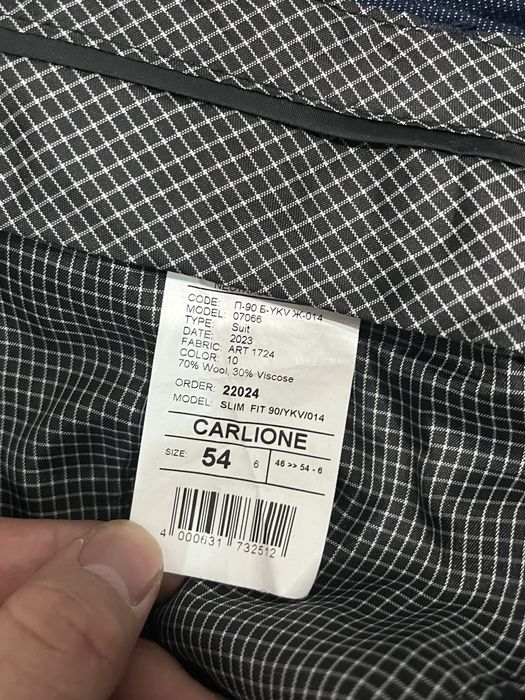 CODE: П-90 Б-YKV Ж-014
MODEL: 07066
TYPE: Suit
DATE: 2023
FABRIC: ART 1724
COLOR: 10
70% Wool, 30% Viscose
ORDER: 22024
MODEL: SLIM FIT 90/YKV/014
CARLIONE
SIZE: 54 6 46 >> 54 - 6
4 000631 732512